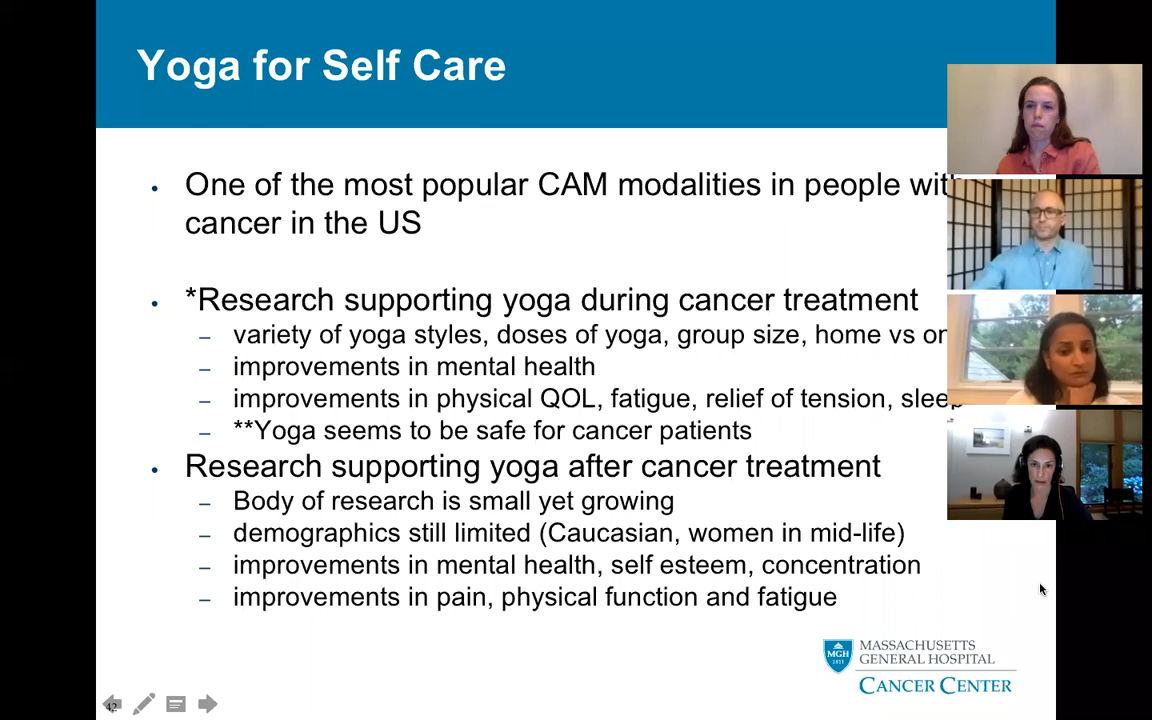 Yoga for Self Care
• One of the most popular CAM modalities in people wit
cancer in the US
• *Research supporting yoga during cancer treatment
– variety of yoga styles, doses of yoga, group size, home vs
– improvements in mental health
– improvements in physical QOL, fatigue, relief of tension, sleep
– **Yoga seems to be safe for cancer patients
• Research supporting yoga after cancer treatment
– Body of research is small yet growing
– demographics still limited (Caucasian, women in mid-life)
– improvements in mental health, self esteem, concentration
– improvements in pain, physical function and fatigue
MGH
1811
MASSACHUSETTS
GENERAL HOSPITAL
CANCER CENTER
42